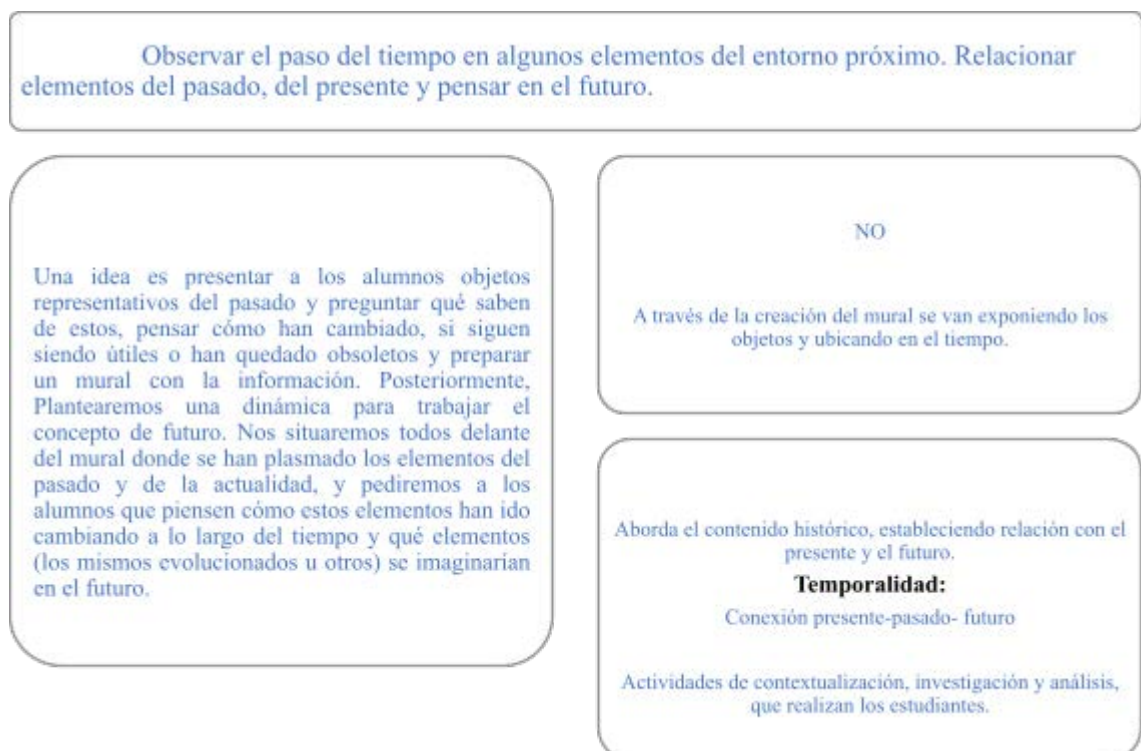 Observar el paso del tiempo en algunos elementos del entorno próximo. Relacionar
elementos del pasado, del presente y pensar en el futuro.
Una idea es presentar a los alumnos objetos
representativos del pasado y preguntar qué saben
de estos, pensar cómo han cambiado, si siguen
siendo útiles o han quedado obsoletos y preparar
un mural con la información. Posteriormente,
Plantearemos una dinámica para trabajar el
concepto de futuro. Nos situaremos todos delante
del mural donde se han plasmado los elementos del
pasado y de la actualidad, y pediremos a los
alumnos que piensen cómo estos elementos han ido
cambiando a lo largo del tiempo y qué elementos
(los mismos evolucionados u otros) se imaginarían
en el futuro.
NO
A través de la creación del mural se van exponiendo los
objetos y ubicando en el tiempo.
Aborda el contenido histórico, estableciendo relación con el
presente y el futuro.
Temporalidad:
Conexión presente-pasado- futuro
Actividades de contextualización, investigación y análisis,
que realizan los estudiantes.